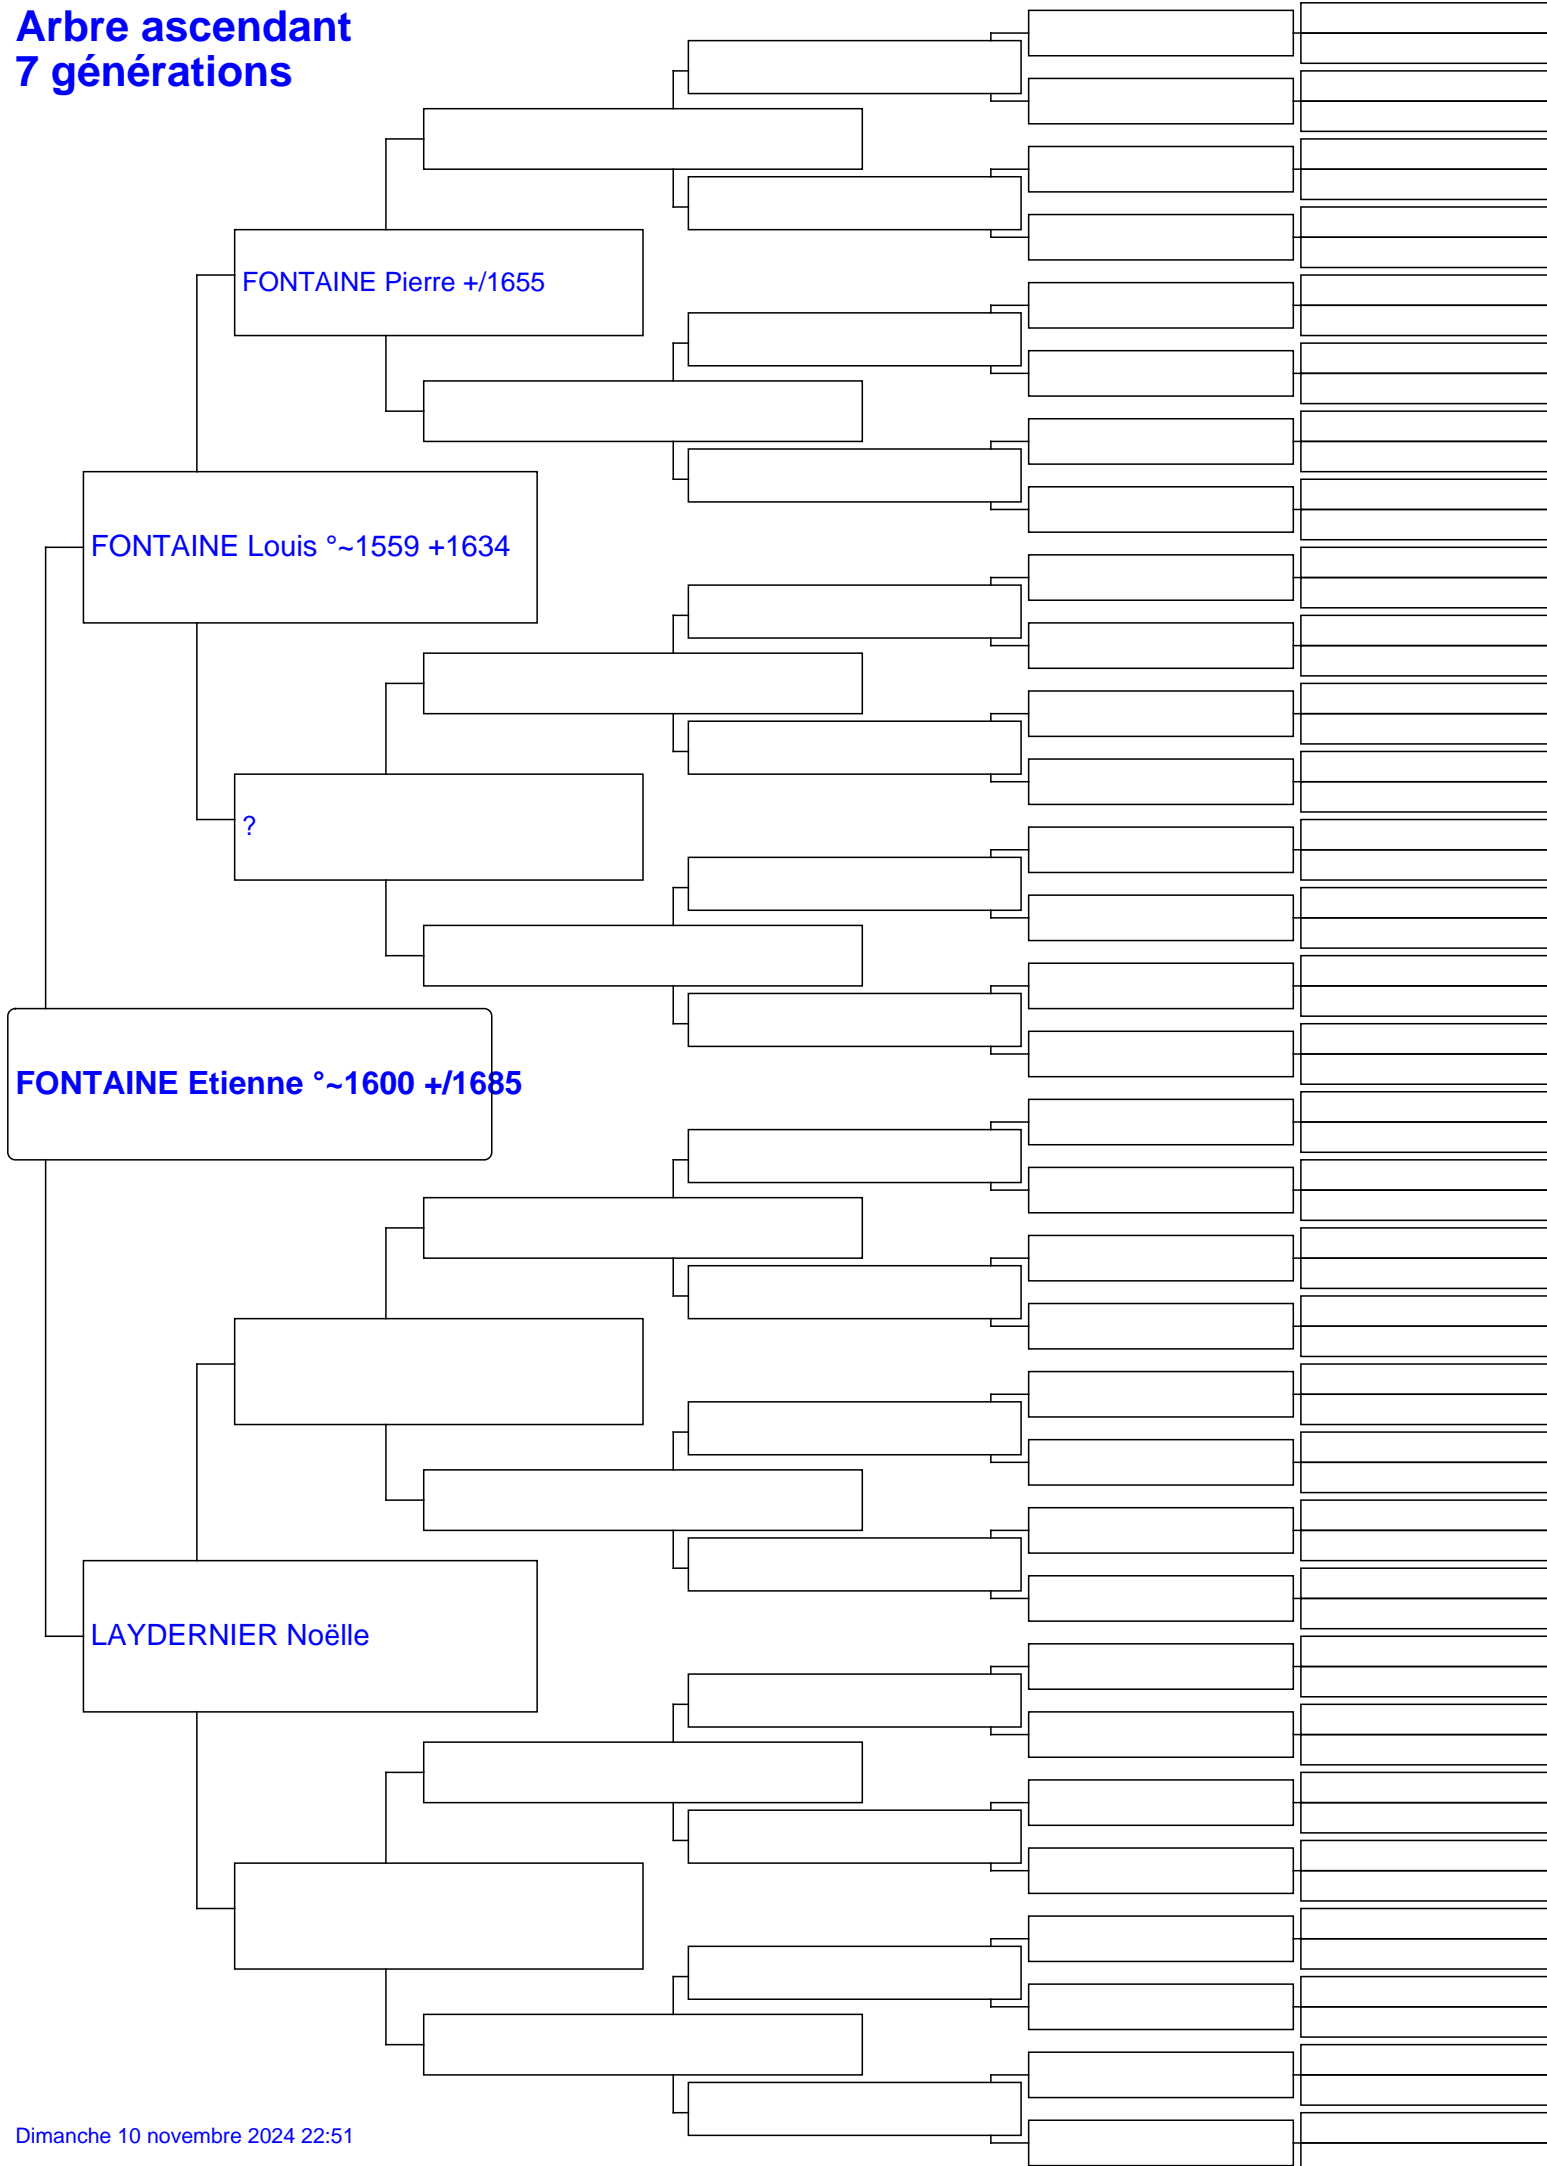 Arbre ascendant
7 générations
FONTAINE Pierre +/1655
FONTAINE Louis °~1559 +1634
?
FONTAINE Etienne °~1600 +/1685
LAYDERNIER Noëlle
Dimanche 10 novembre 2024 22:51